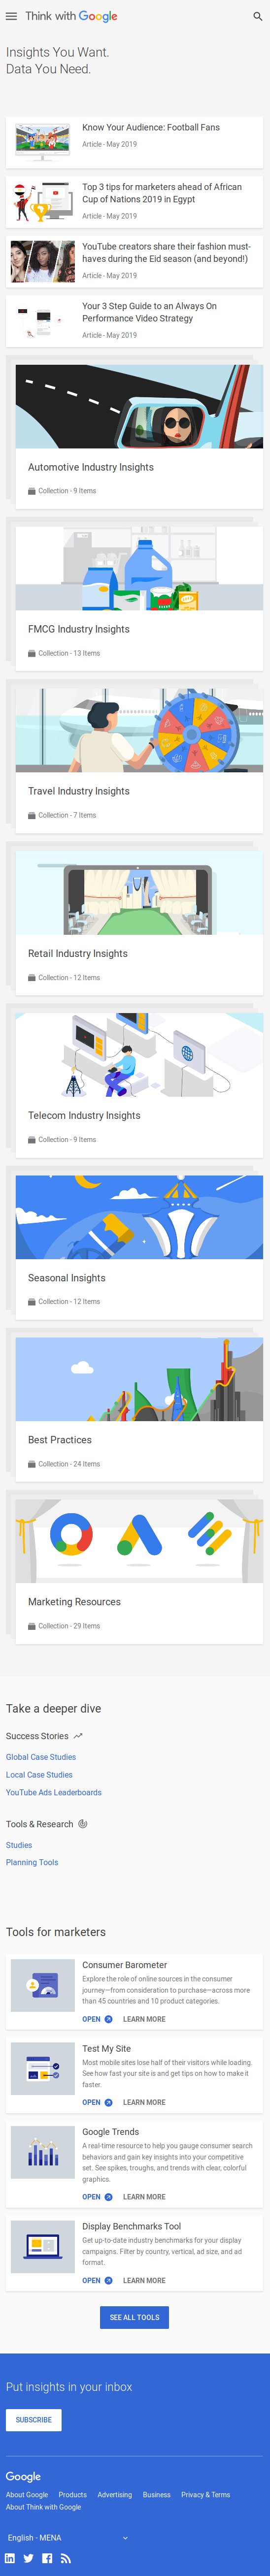 Think with Google
Insights You Want.
Data You Need.
Know Your Audience: Football Fans
Article - May 2019
Top 3 tips for marketers ahead of African
Cup of Nations 2019 in Egypt
Article - May 2019
YouTube creators share their fashion must-
haves during the Eid season (and beyond!)
Article - May 2019
Your 3 Step Guide to an Always On
Performance Video Strategy
Article - May 2019
Automotive Industry Insights
Collection - 9 Items
FMCG Industry Insights
Collection - 13 Items
Travel Industry Insights
Collection - 7 Items
Retail Industry Insights
Collection - 12 Items
Telecom Industry Insights
Collection - 9 Items
Seasonal Insights
Collection - 12 Items
Best Practices
Collection - 24 Items
Marketing Resources
Collection - 29 Items
Take a deeper dive
Success Stories
Global Case Studies
Local Case Studies
YouTube Ads Leaderboards
Tools & Research
Studies
Planning Tools
Tools for marketers
Consumer Barometer
Explore the role of online sources in the consumer
journey—from consideration to purchase—across more
than 45 countries and 10 product categories.
OPEN LEARN MORE
Test My Site
Most mobile sites lose half of their visitors while loading.
See how fast your site is and get tips on how to make it
faster.
OPEN LEARN MORE
Google Trends
A real-time resource to help you gauge consumer search
behaviors and gain key insights into your competitive
set. See spikes, troughs, and trends with clear, colorful
graphics.
OPEN LEARN MORE
Display Benchmarks Tool
Get up-to-date industry benchmarks for your display
campaigns. Filter by country, vertical, ad size, and ad
format.
OPEN LEARN MORE
SEE ALL TOOLS
Put insights in your inbox
SUBSCRIBE
Google
About Google Products Advertising Business Privacy & Terms
About Think with Google
English - MENA